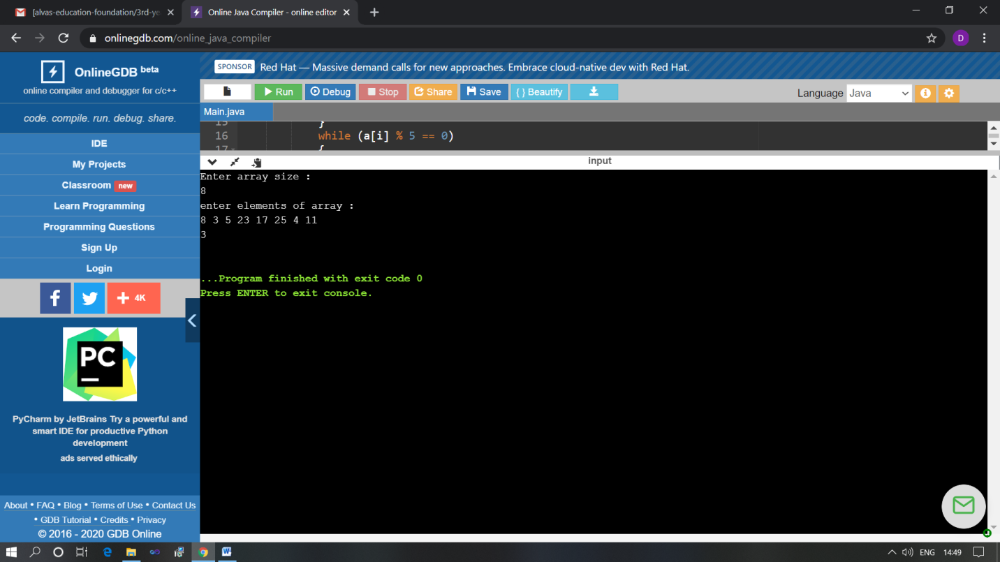 [alvas-education-foundation/3rd-ye
Online Java Compiler - online editor
onlinegdb.com/online_java_compiler
D
OnlineGDB beta
online compiler and debugger for c/c++
code. compile. run. debug. share.
IDE
My Projects
Classroom new
Learn Programming
Programming Questions
Sign Up
Login
4K
PC
PyCharm by JetBrains Try a powerful and
smart IDE for productive Python
development
ads served ethically
About • FAQ • Blog • Terms of Use • Contact Us
• GDB Tutorial • Credits • Privacy
© 2016 - 2020 GDB Online
SPONSOR Red Hat — Massive demand calls for new approaches. Embrace cloud-native dev with Red Hat.
Run Debug Stop Share Save { } Beautify Language Java
Main.java
15 }
16 while (a[i] % 5 == 0)
17 {
input
Enter array size :
8
enter elements of array :
8 3 5 23 17 25 4 11
3
...Program finished with exit code 0
Press ENTER to exit console.
ENG 14:49